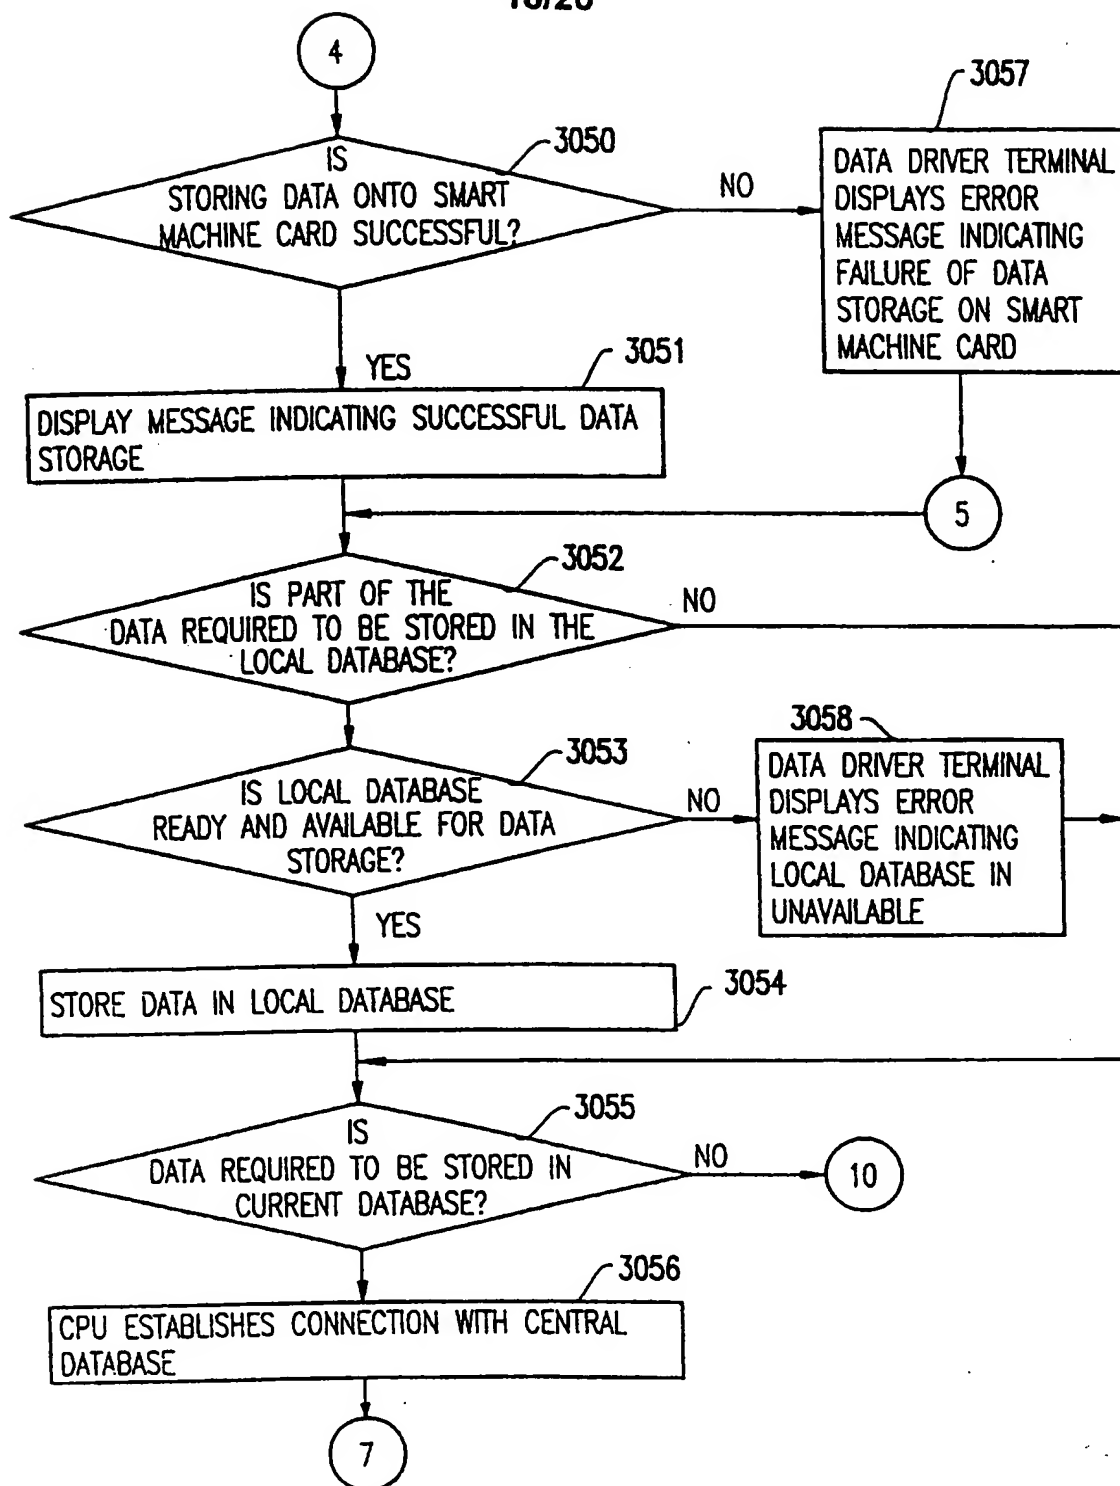 4
3050
IS
STORING DATA ONTO SMART
MACHINE CARD SUCCESSFUL?
NO
3057
DATA DRIVER TERMINAL
DISPLAYS ERROR
MESSAGE INDICATING
FAILURE OF DATA
STORAGE ON SMART
MACHINE CARD
YES
3051
DISPLAY MESSAGE INDICATING SUCCESSFUL DATA
STORAGE
5
3052
IS PART OF THE
DATA REQUIRED TO BE STORED IN THE
LOCAL DATABASE?
NO
3053
IS LOCAL DATABASE
READY AND AVAILABLE FOR DATA
STORAGE?
NO
3058
DATA DRIVER TERMINAL
DISPLAYS ERROR
MESSAGE INDICATING
LOCAL DATABASE IN
UNAVAILABLE
YES
STORE DATA IN LOCAL DATABASE
3054
3055
IS
DATA REQUIRED TO BE STORED IN
CURRENT DATABASE?
NO
10
3056
CPU ESTABLISHES CONNECTION WITH CENTRAL
DATABASE
7